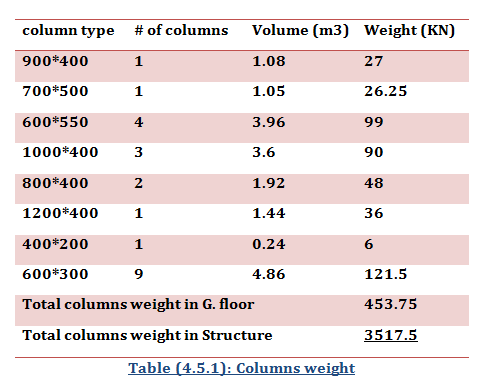 column type # of columns Volume (m3) Weight (KN)
900*400 1 1.08 27
700*500 1 1.05 26.25
600*550 4 3.96 99
1000*400 3 3.6 90
800*400 2 1.92 48
1200*400 1 1.44 36
400*200 1 0.24 6
600*300 9 4.86 121.5
Total columns weight in G. floor 453.75
Total columns weight in Structure 3517.5
Table (4.5.1): Columns weight